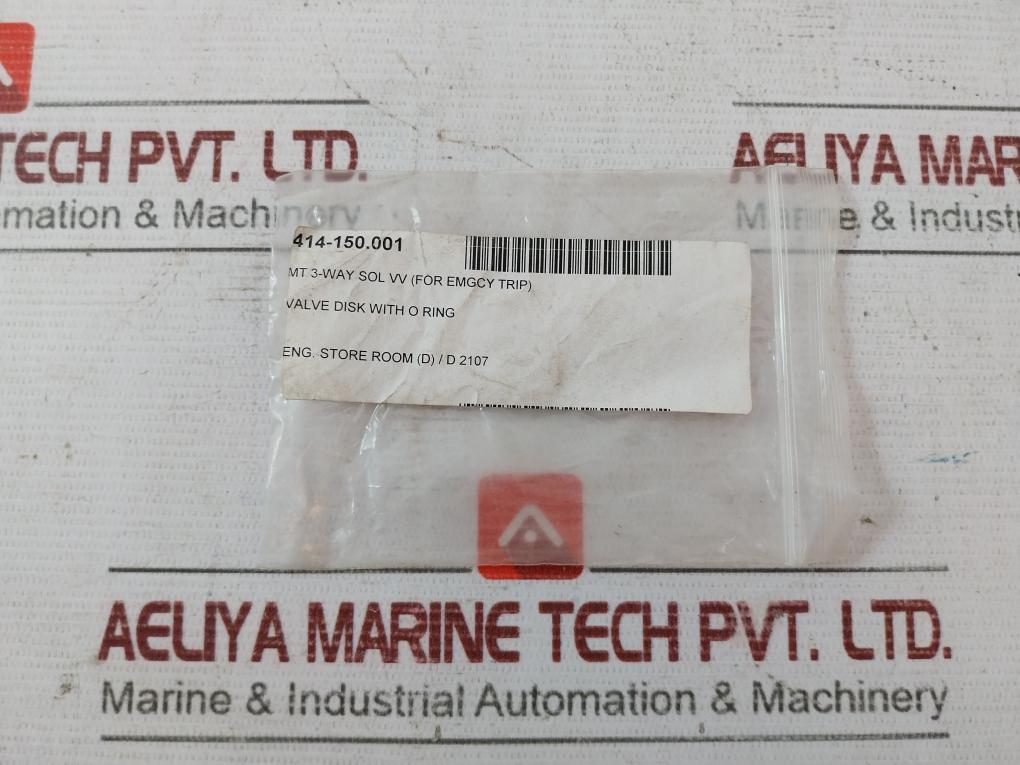 TECH PVT. LTD.
mation & Machinery
AELIYA MAR
Marine & Industr
414-150.001
MT 3-WAY SOL VV (FOR EMGCY TRIP)
VALVE DISK WITH O RING
ENG. STORE ROOM (D) / D 2107
AELIYA MARINE TECH PVT. LTD.
Marine & Industrial Automation & Machinery